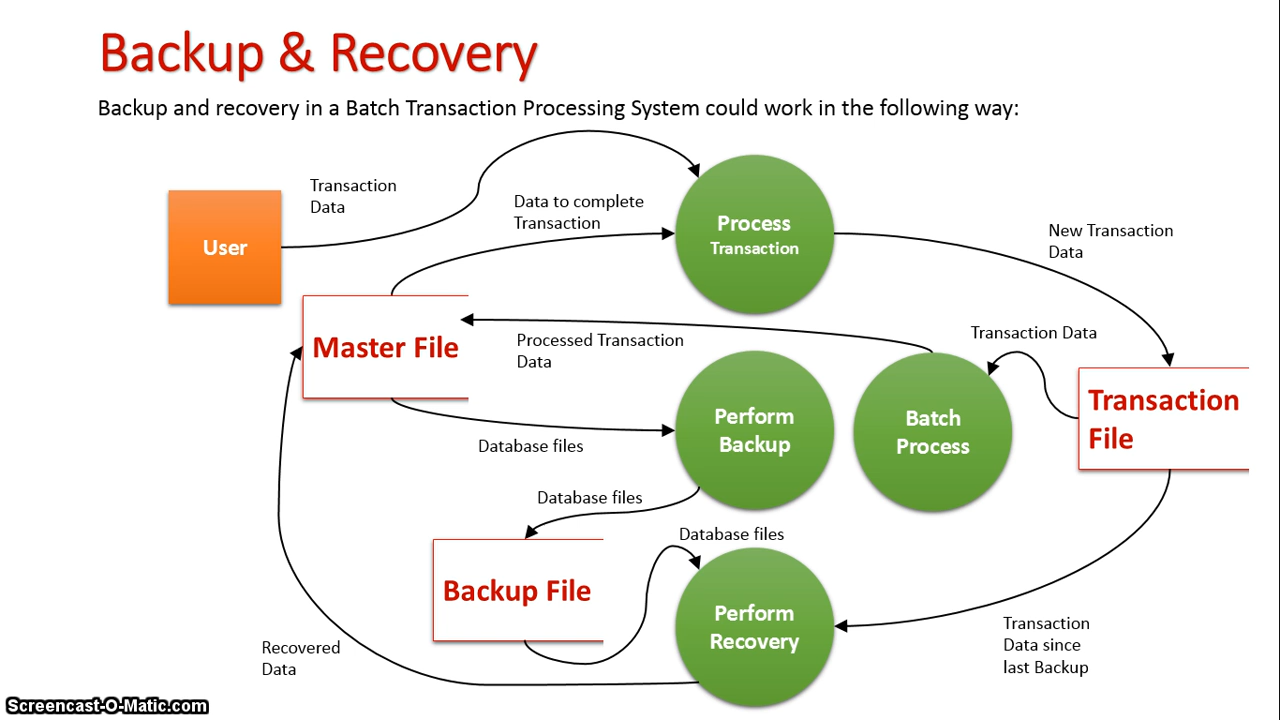 Backup & Recovery
Backup and recovery in a Batch Transaction Processing System could work in the following way:
Transaction
Data
User
Data to complete
Transaction
Process
Transaction
New Transaction
Data
Master File
Processed Transaction
Data
Transaction Data
Transaction
File
Perform
Backup
Batch
Process
Database files
Database files
Database files
Backup File
Perform
Recovery
Transaction
Data since
last Backup
Recovered
Data
Screencast-O-Matic.com